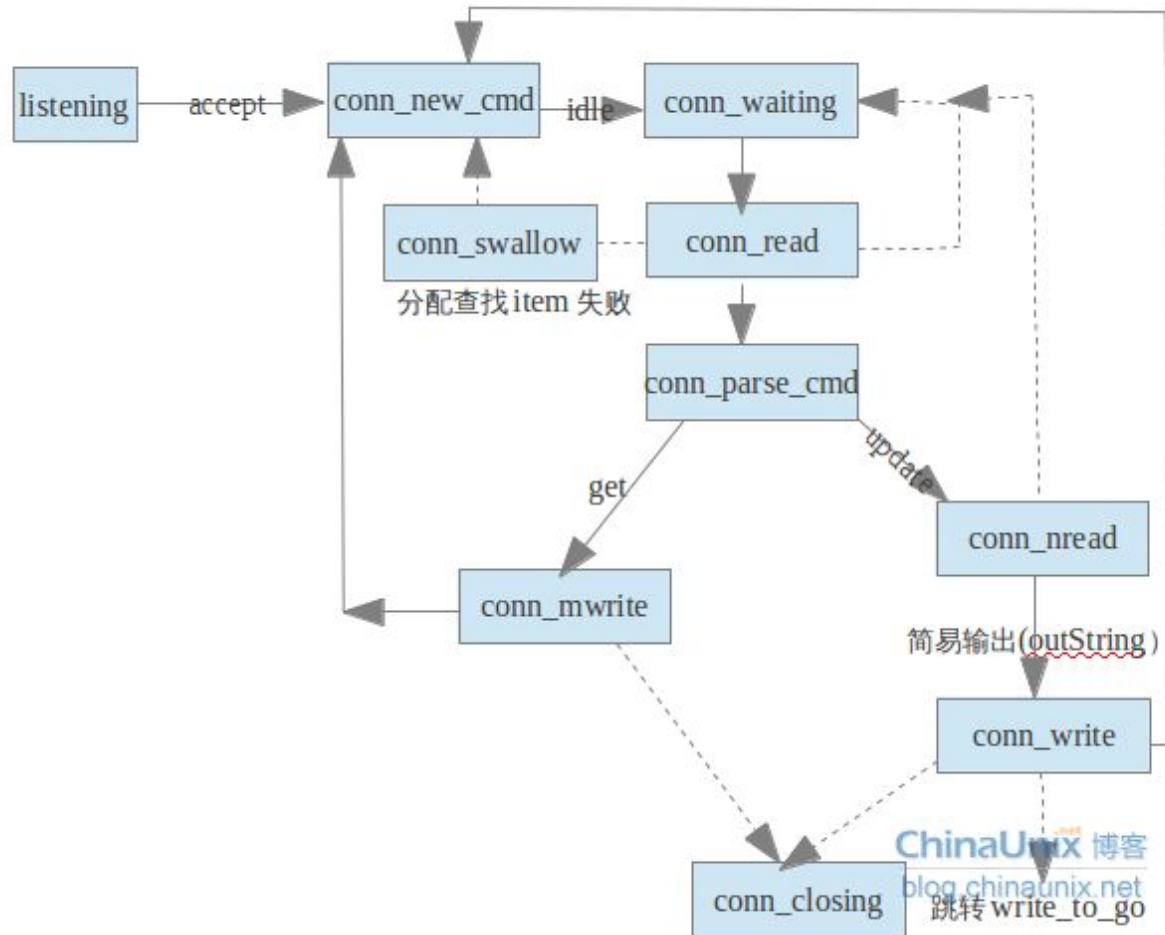 listening
accept
conn_new_cmd
idle
conn_waiting
conn_swallow
conn_read
分配查找item 失败
conn_parse_cmd
get
update
conn_nread
conn_mwrite
简易输出(outString）
conn_write
ChinaUnix.net 博客
blog.chinaunix.net
conn_closing
跳转 write_to_go